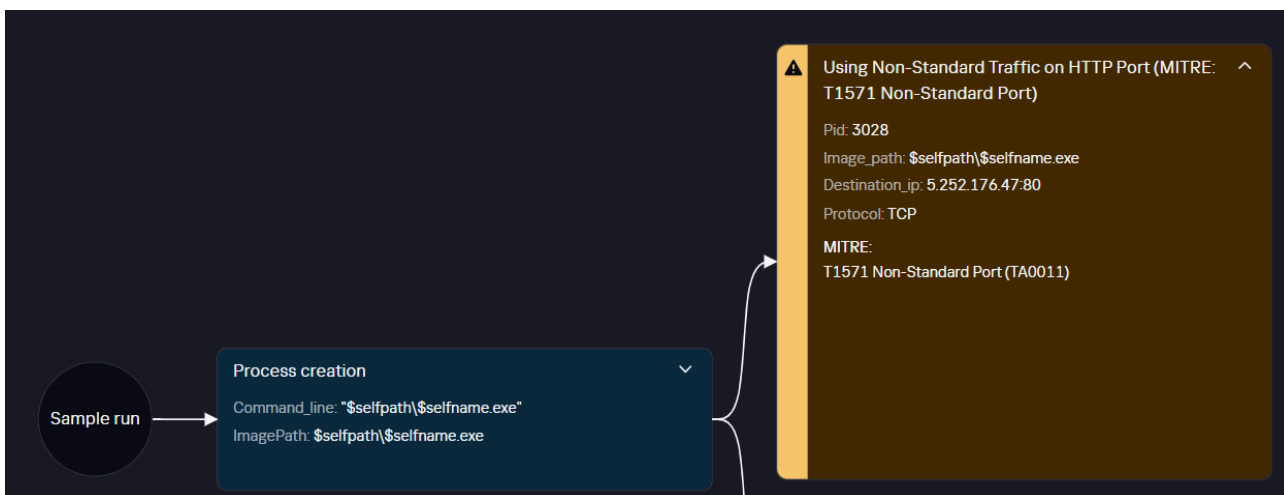 Using Non-Standard Traffic on HTTP Port (MITRE:
T1571 Non-Standard Port)
Pid: 3028
Image_path: $selfpath\$selfname.exe
Destination_ip: 5.252.176.47:80
Protocol: TCP
MITRE:
T1571 Non-Standard Port (TA0011)
Sample run
Process creation
Command_line: "$selfpath\$selfname.exe"
ImagePath: $selfpath\$selfname.exe